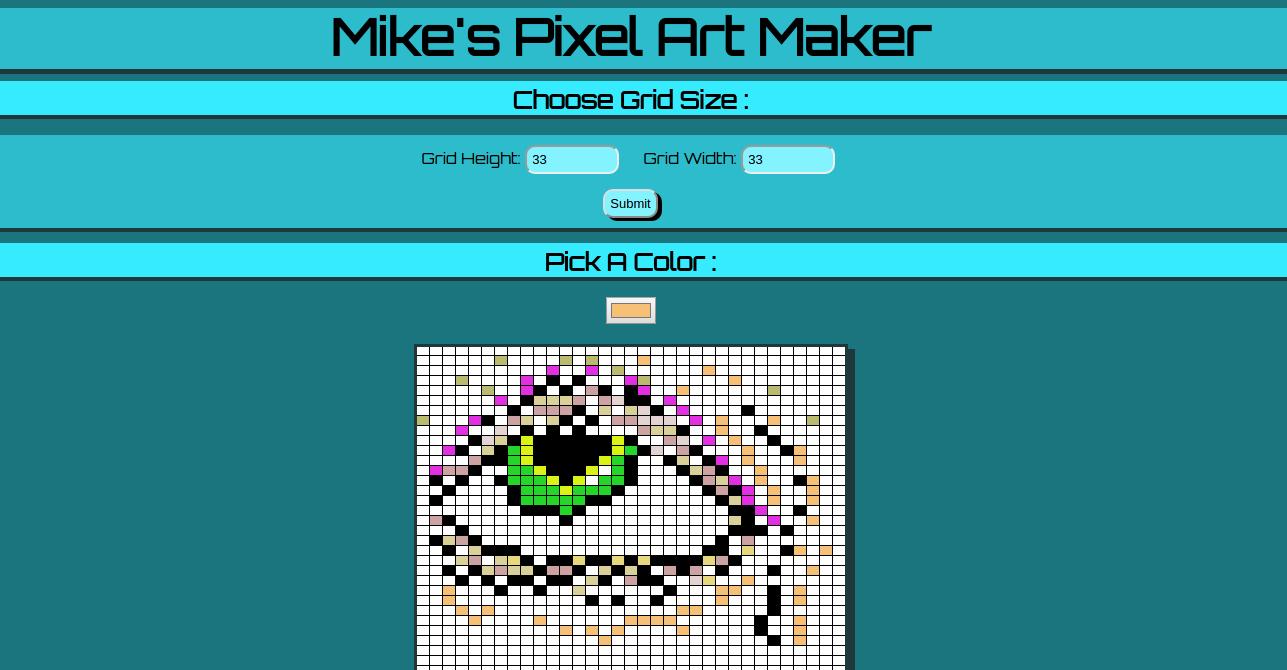 Mike's Pixel Art Maker
Choose Grid Size :
Grid Height: 33 Grid Width: 33
Submit
Pick A Color :